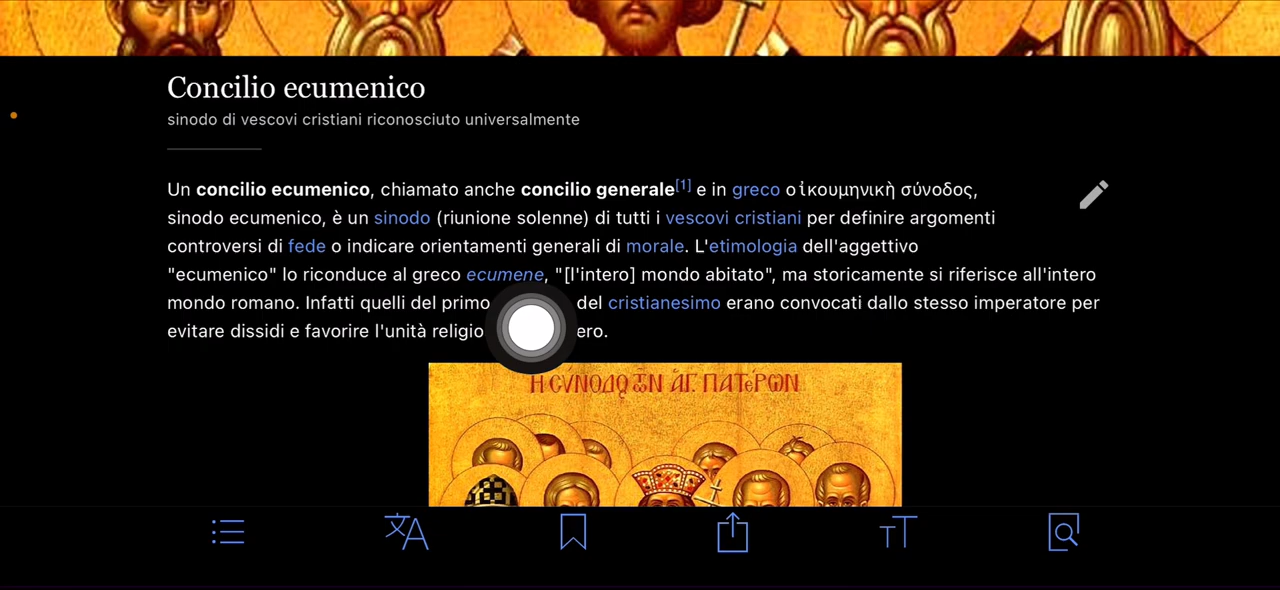 Concilio ecumenico
sinodo di vescovi cristiani riconosciuto universalmente
Un concilio ecumenico, chiamato anche concilio generale[1] e in greco οἰκουμηνικὴ σύνοδος,
sinodo ecumenico, è un sinodo (riunione solenne) di tutti i vescovi cristiani per definire argomenti
controversi di fede o indicare orientamenti generali di morale. L'etimologia dell'aggettivo
"ecumenico" lo riconduce al greco ecumene, "[l'intero] mondo abitato", ma storicamente si riferisce all'intero
mondo romano. Infatti quelli del primo del cristianesimo erano convocati dallo stesso imperatore per
evitare dissidi e favorire l'unità religio ero.